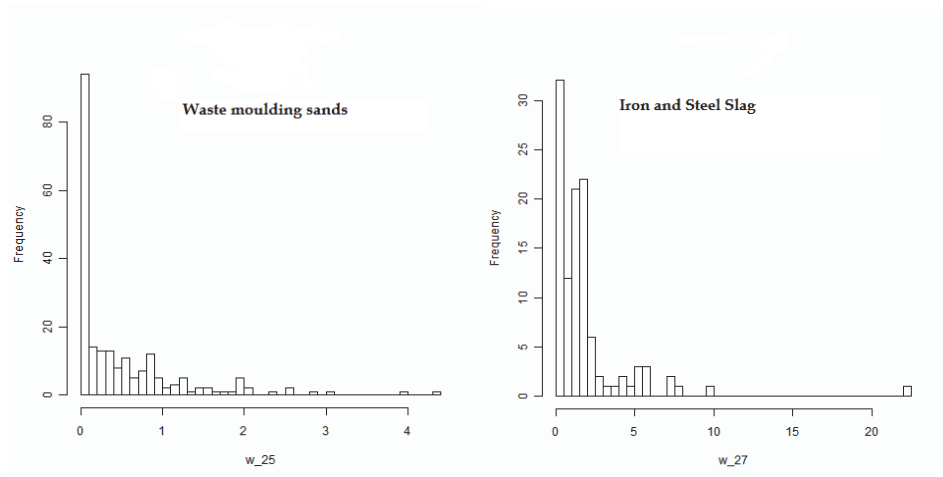 Waste moulding sands
Frequency
0
20
40
60
80
0 1 2 3 4
w_25
Iron and Steel Slag
Frequency
0
5
10
15
20
25
30
0 5 10 15 20
w_27